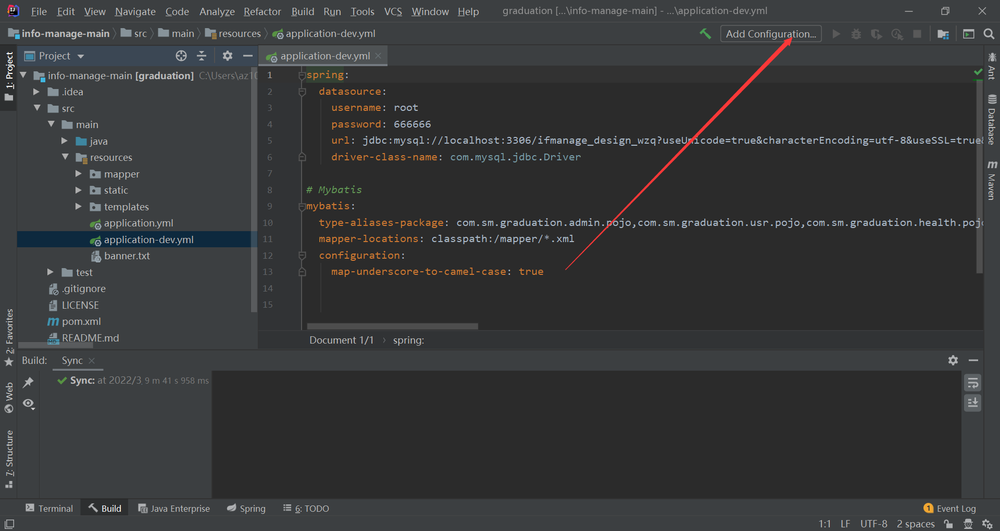 File Edit View Navigate Code Analyze Refactor Build Run Tools VCS Window Help graduation [...\info-manage-main] - ...\application-dev.yml
info-manage-main src main resources application-dev.yml Add Configuration...
Project
application-dev.yml
1: Project
info-manage-main [graduation] C:\Users\az10
.idea
src
main
java
resources
mapper
static
templates
application.yml
application-dev.yml
banner.txt
test
.gitignore
LICENSE
pom.xml
README.md
1 spring:
2 datasource:
3 username: root
4 password: 666666
5 url: jdbc:mysql://localhost:3306/ifmanage_design_wzq?useUnicode=true&characterEncoding=utf-8&useSSL=true&
6 driver-class-name: com.mysql.jdbc.Driver
7
8 # Mybatis
9 mybatis:
10 type-aliases-package: com.sm.graduation.admin.pojo,com.sm.graduation.usr.pojo,com.sm.graduation.health.pojo
11 mapper-locations: classpath:/mapper/*.xml
12 configuration:
13 map-underscore-to-camel-case: true
14
15
Document 1/1 › spring:
Ant
Database
Maven
2: Favorites
Web
7: Structure
Build: Sync
Sync: at 2022/3, 9 m 41 s 958 ms
Terminal Build Java Enterprise Spring 6: TODO 1 Event Log
1:1 LF UTF-8 2 spaces